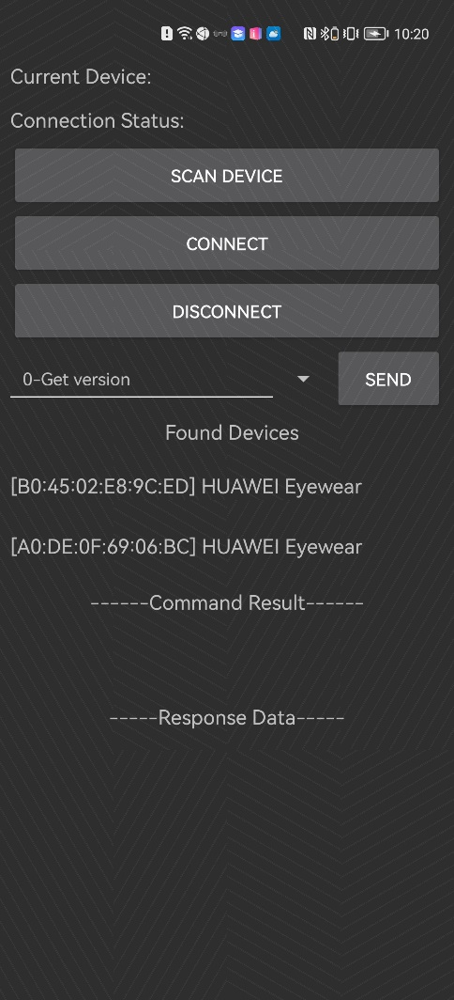 10:20
Current Device:
Connection Status:
SCAN DEVICE
CONNECT
DISCONNECT
0-Get version
SEND
Found Devices
[B0:45:02:E8:9C:ED] HUAWEI Eyewear
[A0:DE:0F:69:06:BC] HUAWEI Eyewear
------Command Result------
-----Response Data-----